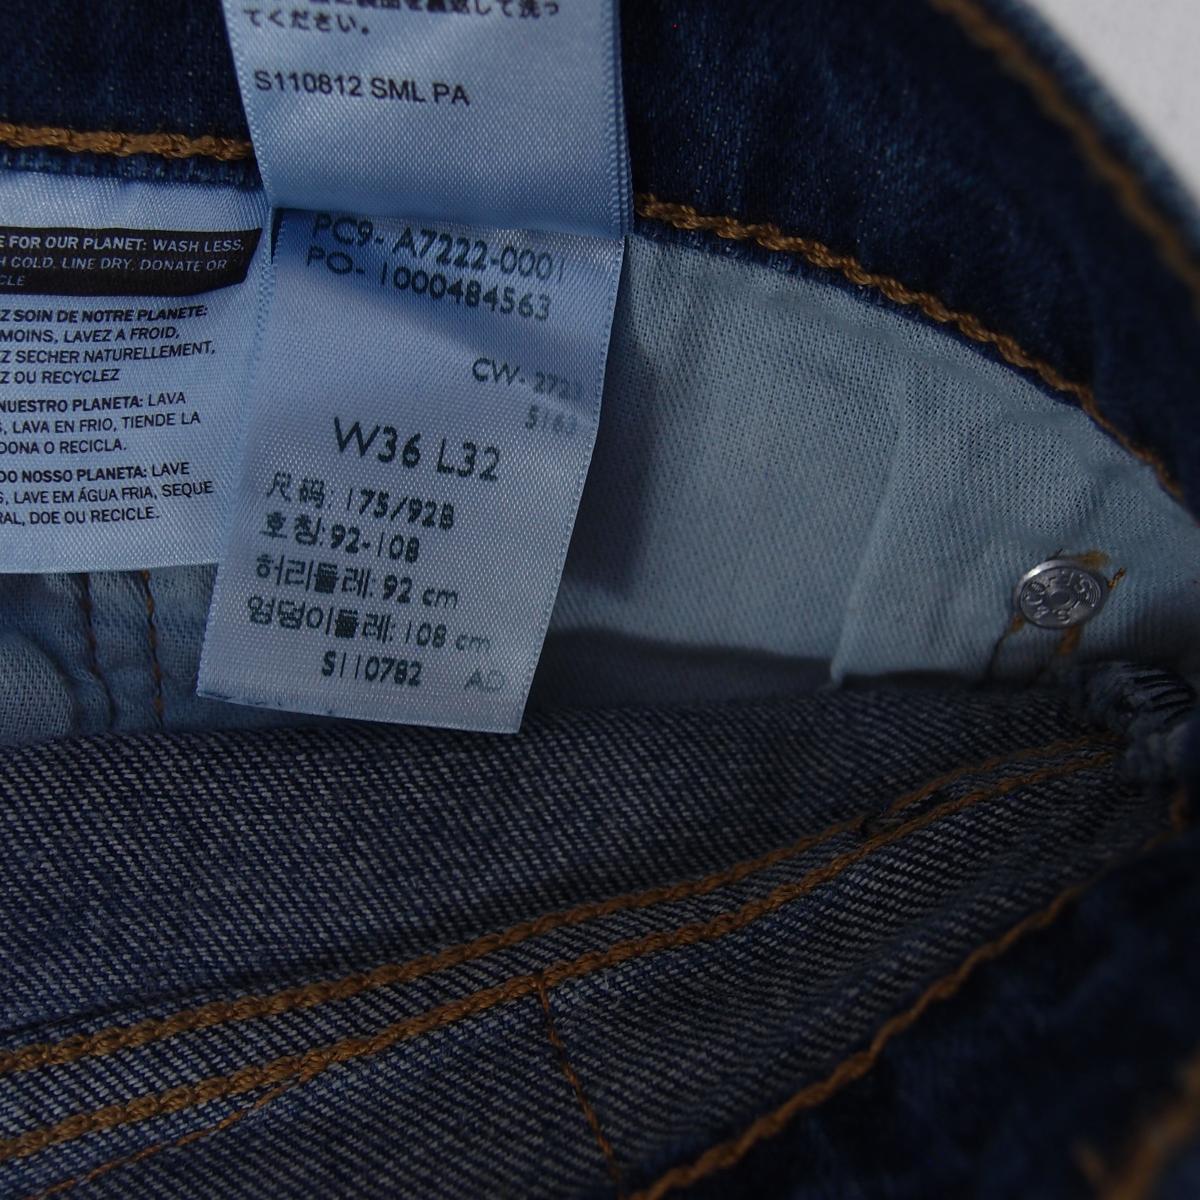 てください。
S110812 SML PA
E FOR OUR PLANET: WASH LESS,
H COLD, LINE DRY, DONATE OR
CLE
Z SOIN DE NOTRE PLANETE:
MOINS, LAVEZ A FROID,
Z SECHER NATURELLEMENT,
Z OU RECYCLEZ
NUESTRO PLANETA: LAVA
S, LAVA EN FRIO, TIENDE LA
DONA O RECICLA.
DO NOSSO PLANETA: LAVE
S, LAVE EM ÁGUA FRIA, SEQUE
RAL, DOE OU RECICLE.
PC9- A7222-0001
PO- 1000484563
CW-
W36 L32
尺码: 175/92B
호칭:92-108
허리둘레: 92 cm
엉덩이둘레: 108 cm
S110782 AD